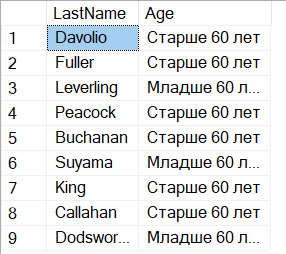 LastName Age
1 Davolio Старше 60 лет
2 Fuller Старше 60 лет
3 Leverling Младше 60 л...
4 Peacock Старше 60 лет
5 Buchanan Старше 60 лет
6 Suyama Младше 60 л...
7 King Старше 60 лет
8 Callahan Старше 60 лет
9 Dodswor... Младше 60 л...